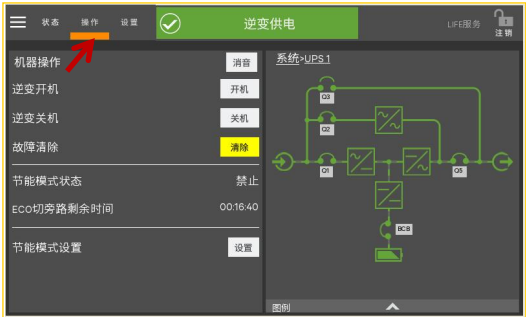 状态 操作 设置 逆变供电 LIFE服务 注销
机器操作 消音
逆变开机 开机
逆变关机 关机
故障清除 清除
节能模式状态 禁止
ECO切旁路剩余时间 00:16:40
节能模式设置 设置
系统>UPS 1
Q3
Q2
Q1
Q5
BCB
图例